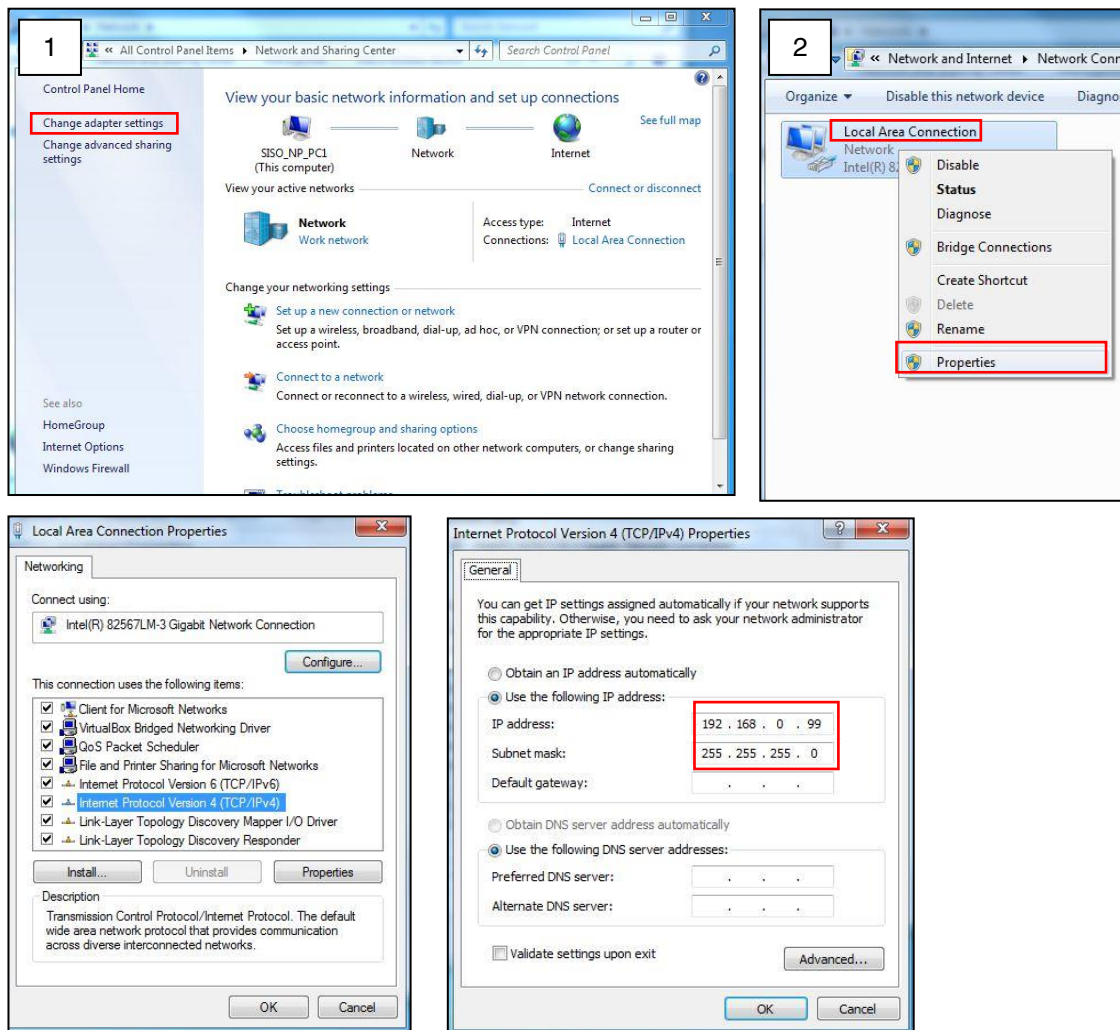 1
« All Control Panel Items ▸ Network and Sharing Center
Search Control Panel
Control Panel Home
Change adapter settings
Change advanced sharing
settings
See also
HomeGroup
Internet Options
Windows Firewall
View your basic network information and set up connections
See full map
SISO_NP_PC1
(This computer)
Network
Internet
View your active networks
Connect or disconnect
Network
Work network
Access type: Internet
Connections: Local Area Connection
Change your networking settings
Set up a new connection or network
Set up a wireless, broadband, dial-up, ad hoc, or VPN connection; or set up a router or
access point.
Connect to a network
Connect or reconnect to a wireless, wired, dial-up, or VPN network connection.
Choose homegroup and sharing options
Access files and printers located on other network computers, or change sharing
settings.
Troubleshoot problems
2
« Network and Internet ▸ Network Conn
Organize Disable this network device Diagno
Local Area Connection
Network
Intel(R) 8
Disable
Status
Diagnose
Bridge Connections
Create Shortcut
Delete
Rename
Properties
Local Area Connection Properties
Networking
Connect using:
Intel(R) 82567LM-3 Gigabit Network Connection
Configure...
This connection uses the following items:
Client for Microsoft Networks
VirtualBox Bridged Networking Driver
QoS Packet Scheduler
File and Printer Sharing for Microsoft Networks
Internet Protocol Version 6 (TCP/IPv6)
Internet Protocol Version 4 (TCP/IPv4)
Link-Layer Topology Discovery Mapper I/O Driver
Link-Layer Topology Discovery Responder
Install... Uninstall Properties
Description
Transmission Control Protocol/Internet Protocol. The default
wide area network protocol that provides communication
across diverse interconnected networks.
OK Cancel
Internet Protocol Version 4 (TCP/IPv4) Properties
General
You can get IP settings assigned automatically if your network supports
this capability. Otherwise, you need to ask your network administrator
for the appropriate IP settings.
Obtain an IP address automatically
Use the following IP address:
IP address: 192 . 168 . 0 . 99
Subnet mask: 255 . 255 . 255 . 0
Default gateway: . . .
Obtain DNS server address automatically
Use the following DNS server addresses:
Preferred DNS server: . . .
Alternate DNS server: . . .
Validate settings upon exit
Advanced...
OK Cancel